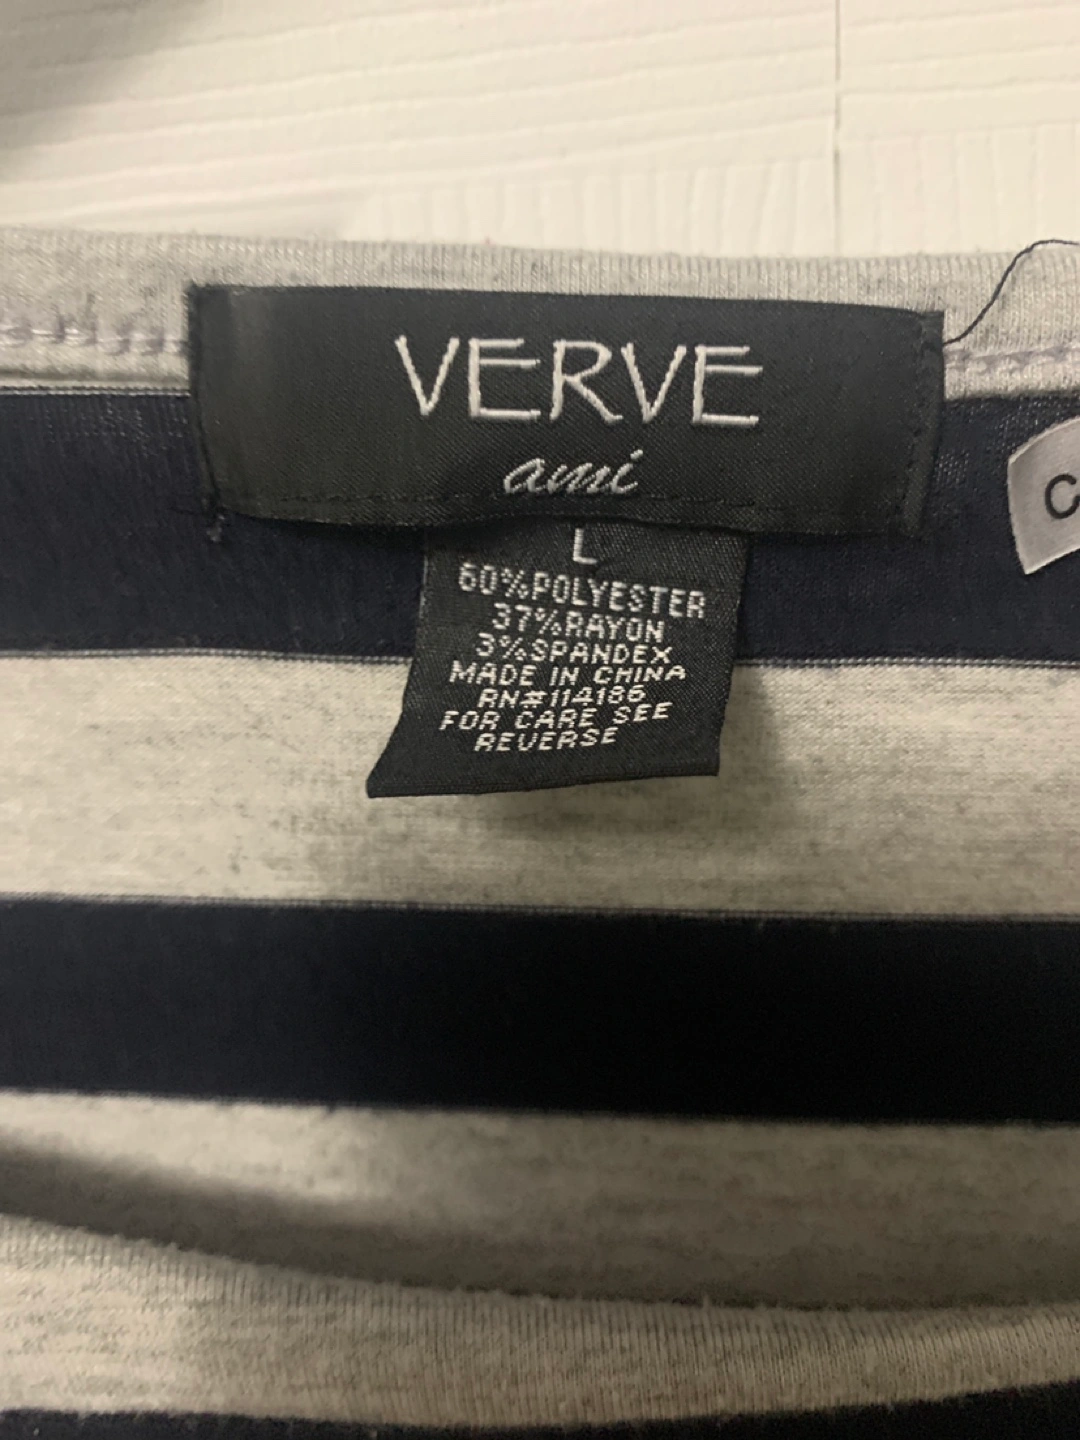 VERVE
ami
L
60%POLYESTER
37%RAYON
3%SPANDEX
MADE IN CHINA
RN#114186
FOR CARE SEE
REVERSE
C